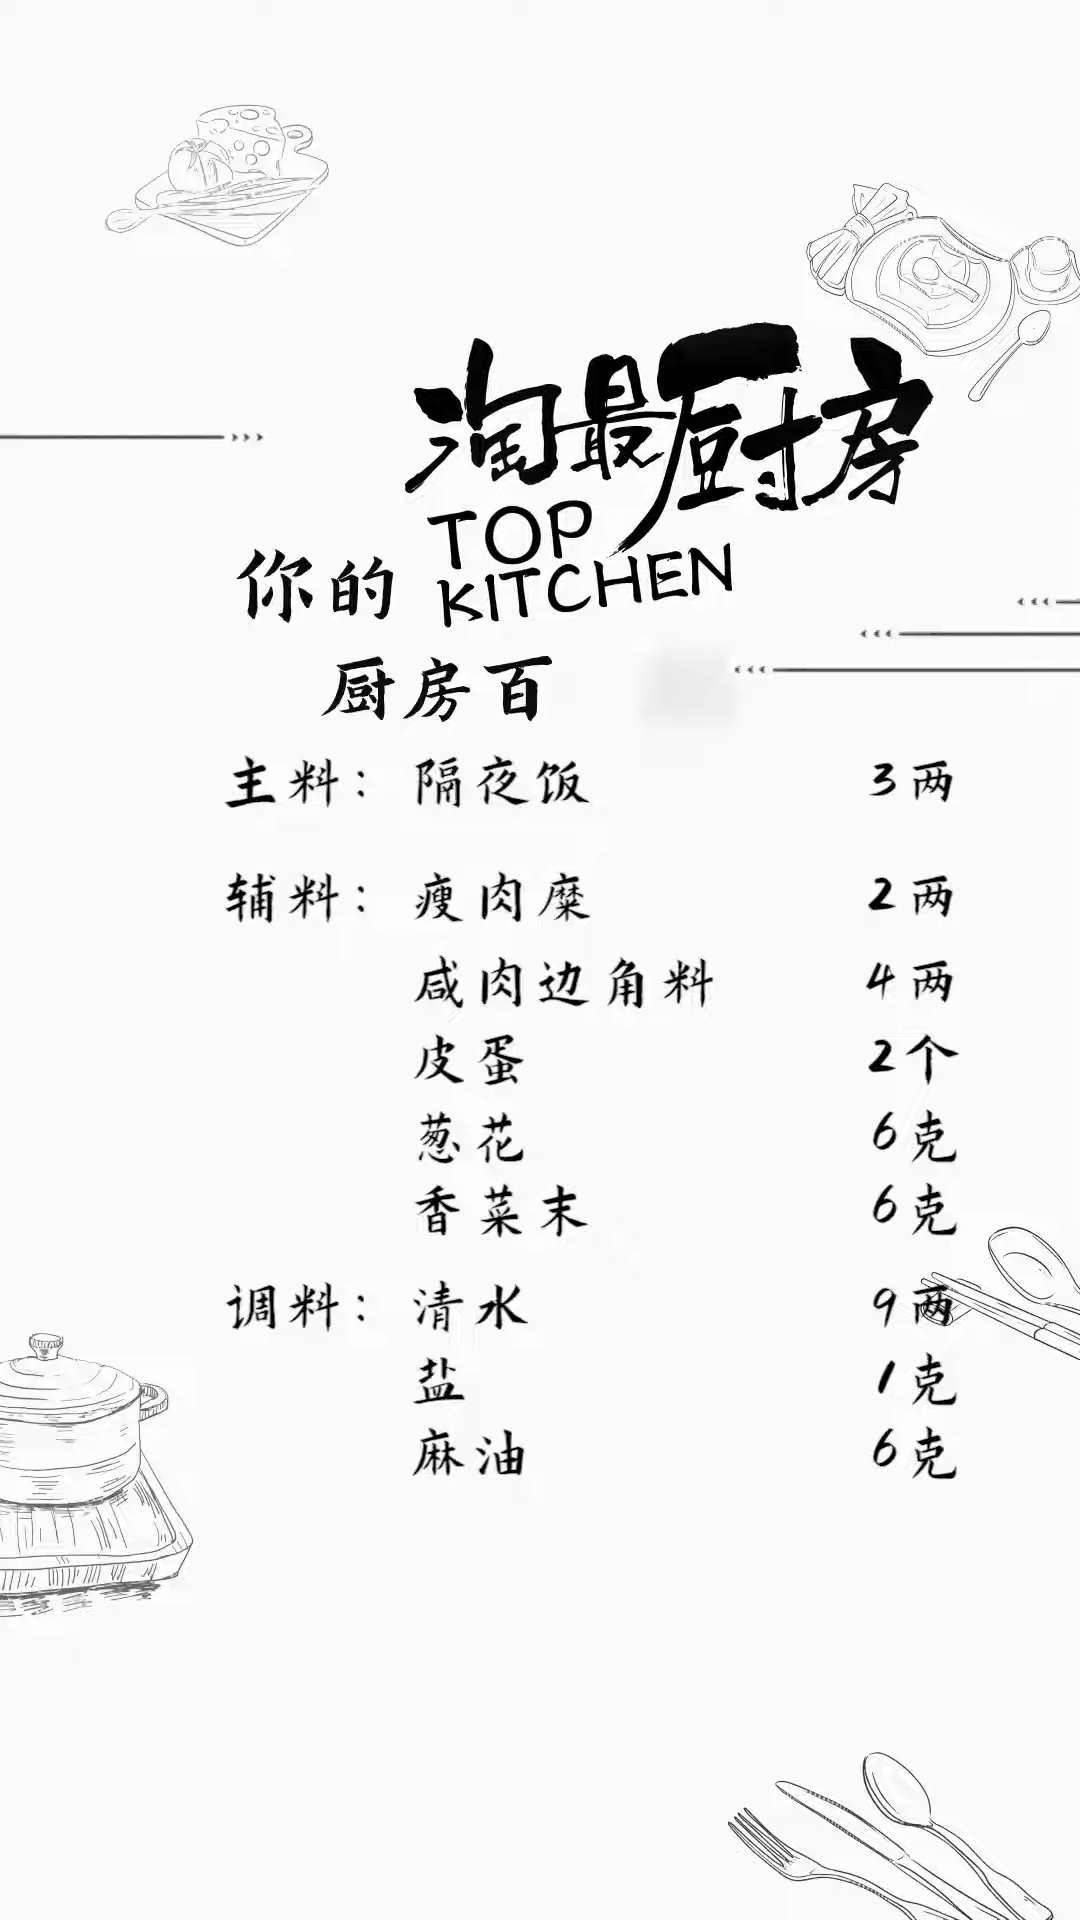 淘最厨房
TOP
KITCHEN
你的
厨房百
主料：隔夜饭 3两
辅料：瘦肉糜 2两
咸肉边角料 4两
皮蛋 2个
葱花 6克
香菜末 6克
调料：清水 9两
盐 1克
麻油 6克